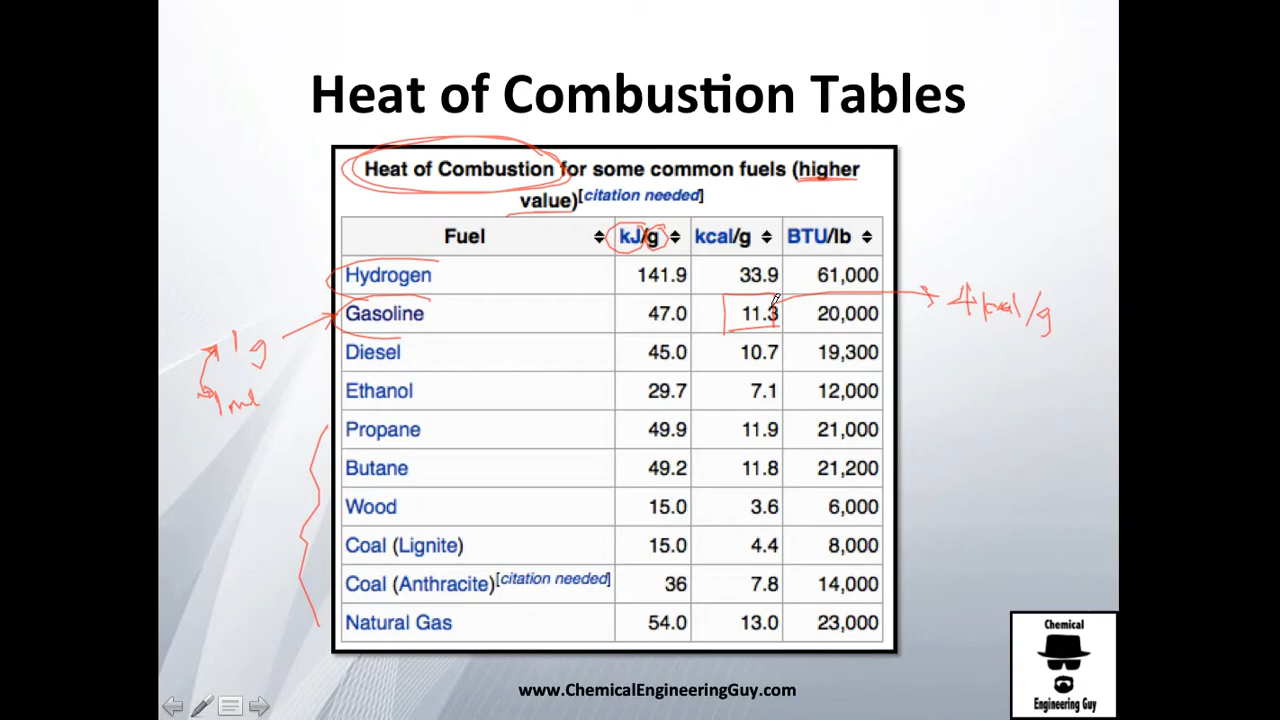 Heat of Combustion Tables
Heat of Combustion for some common fuels (higher
value)[citation needed]
Fuel kJ/g kcal/g BTU/lb
Hydrogen 141.9 33.9 61,000
Gasoline 47.0 11.3 20,000
4 kcal/g
1 g
Diesel 45.0 10.7 19,300
Ethanol 29.7 7.1 12,000
1 ml
Propane 49.9 11.9 21,000
Butane 49.2 11.8 21,200
Wood 15.0 3.6 6,000
Coal (Lignite) 15.0 4.4 8,000
Coal (Anthracite)[citation needed] 36 7.8 14,000
Natural Gas 54.0 13.0 23,000
Chemical
Engineering Guy
www.ChemicalEngineeringGuy.com